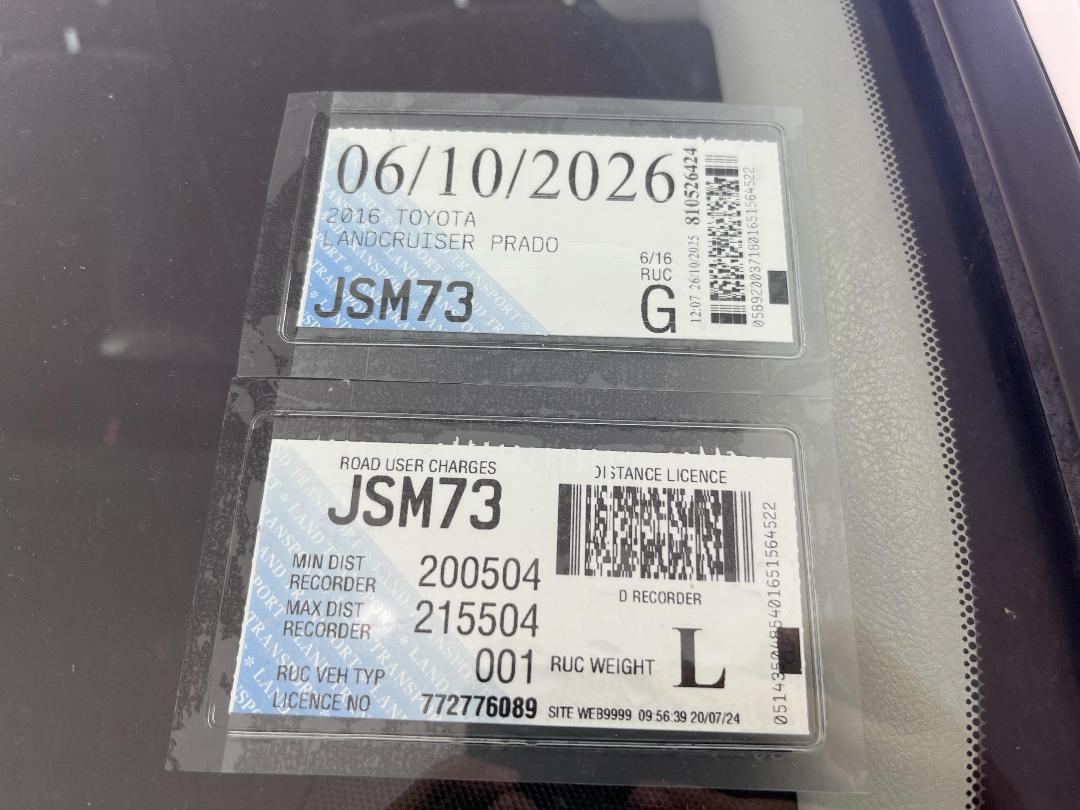 06/10/2026
2016 TOYOTA
LANDCRUISER PRADO
6/16
RUC
JSM73
G
12:07 26/10/2025 810526424
ROAD USER CHARGES
DISTANCE LICENCE
JSM73
MIN DIST
RECORDER 200504
D RECORDER
MAX DIST
RECORDER 215504
RUC VEH TYP 001 RUC WEIGHT L
LICENCE NO 772776089 SITE WEB9999 09:56:39 20/07/24